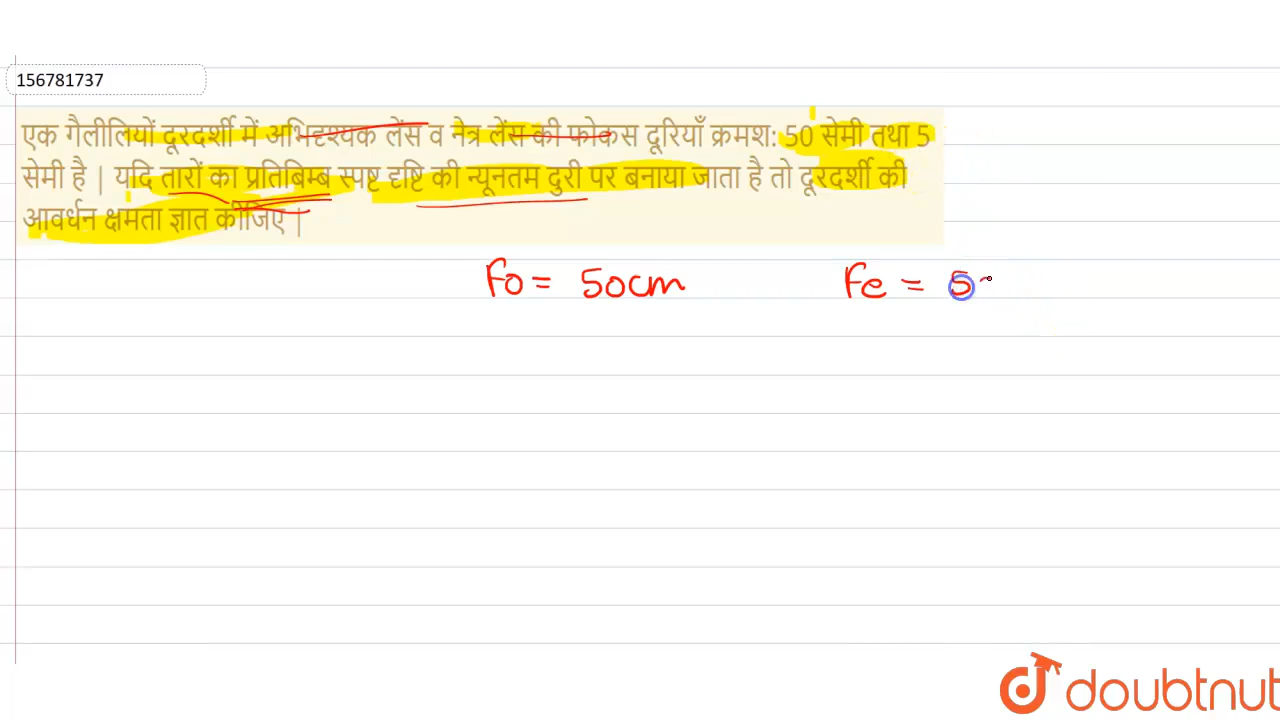 156781737
एक गैलीलियों दूरदर्शी में अभिदृश्यक लेंस व नेत्र लेंस की फोकस दूरियाँ क्रमश: 50 सेमी तथा 5
सेमी है | यदि तारों का प्रतिबिम्ब स्पष्ट दृष्टि की न्यूनतम दुरी पर बनाया जाता है तो दूरदर्शी की
आवर्धन क्षमता ज्ञात कीजिए |
Fo = 50cm Fe = 5
doubtnut